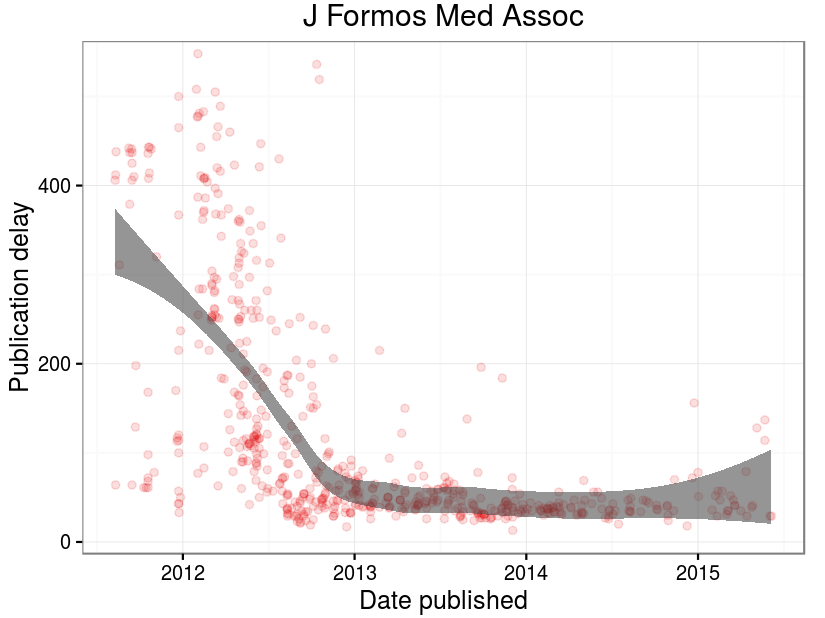 J Formos Med Assoc
Publication delay
400
200
0
2012
2013
2014
2015
Date published